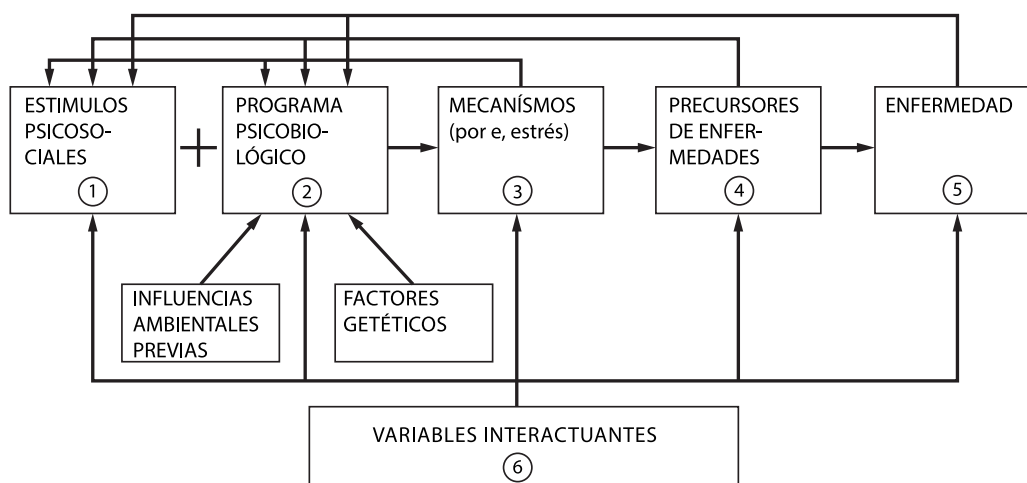 ESTIMULOS
PSICOSO-
CIALES
1
PROGRAMA
PSICOBIO-
LÓGICO
2
MECANÍSMOS
(por e, estrés)
3
PRECURSORES
DE ENFER-
MEDADES
4
ENFERMEDAD
5
INFLUENCIAS
AMBIENTALES
PREVIAS
FACTORES
GETÉTICOS
VARIABLES INTERACTUANTES
6